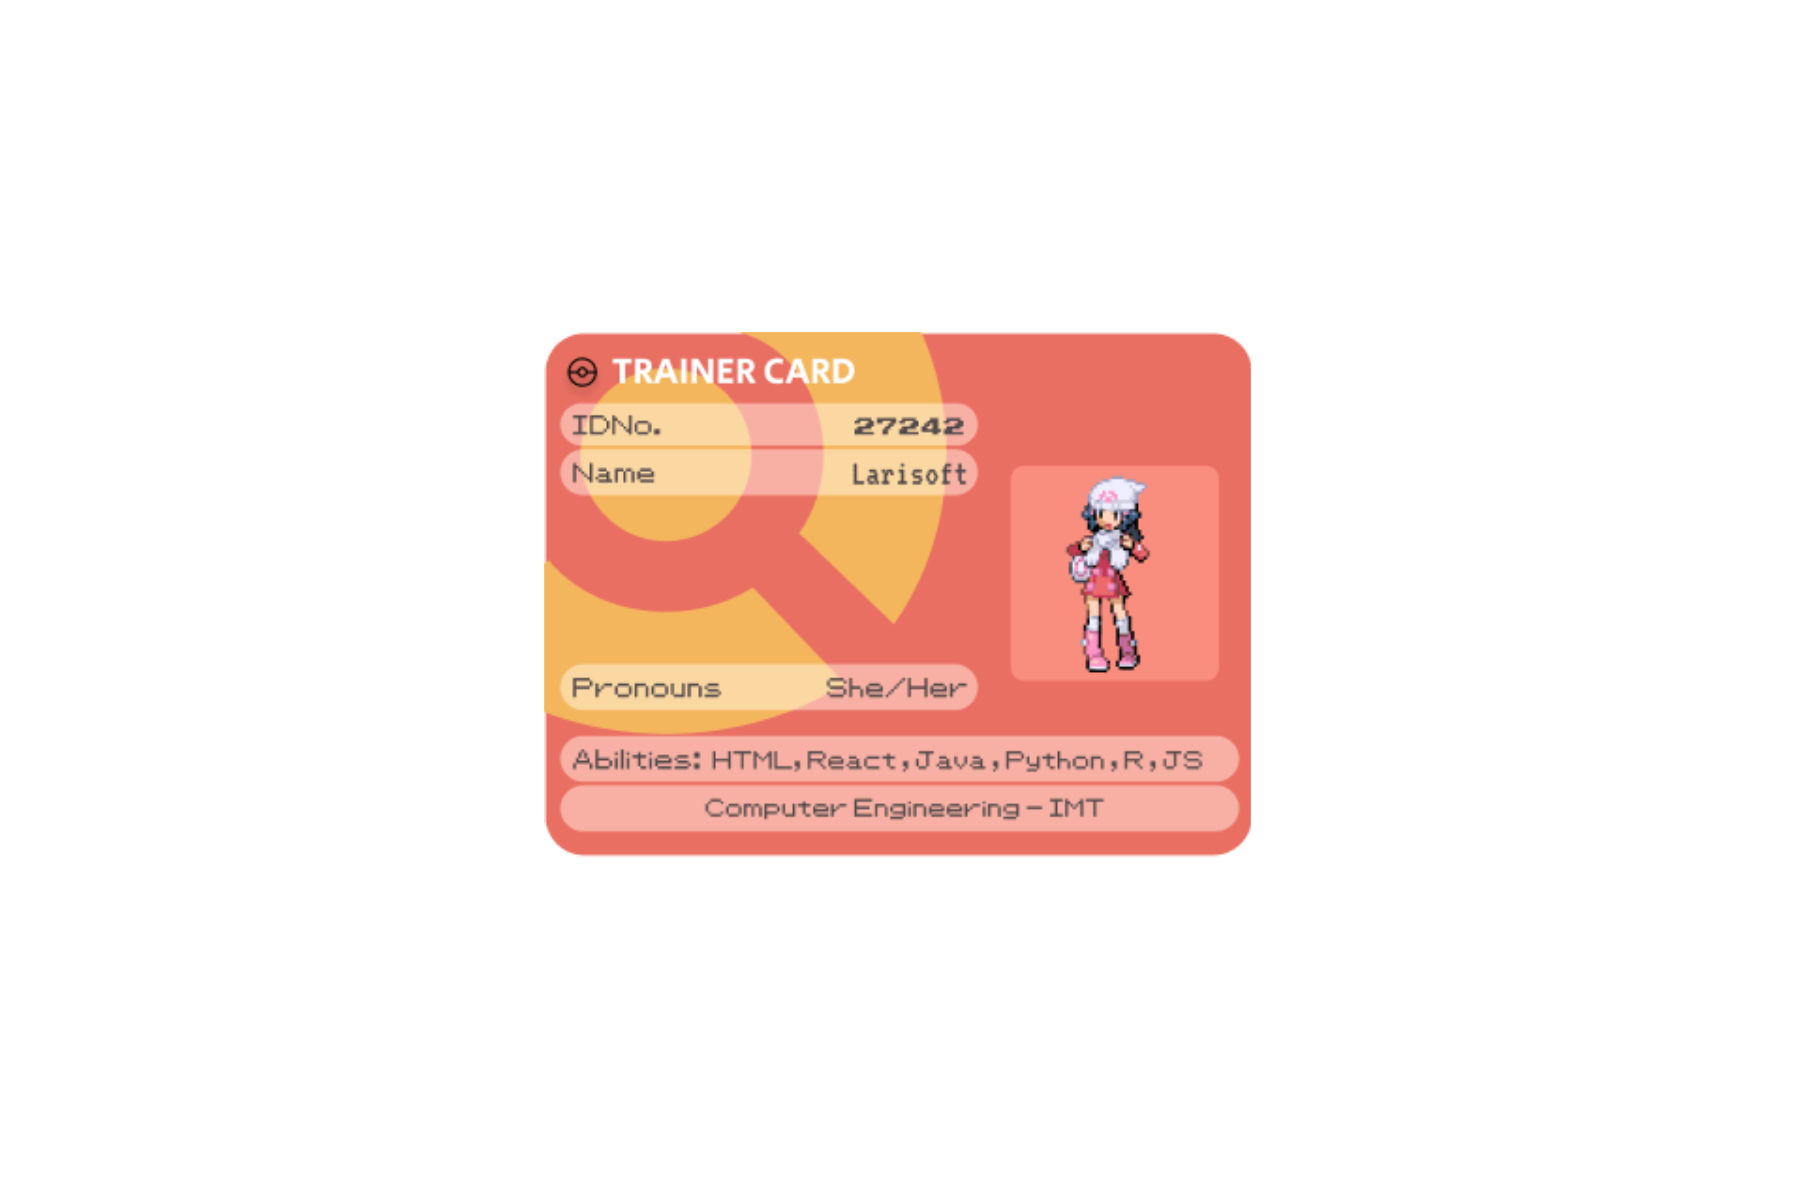 TRAINER CARD
IDNo. 27242
Name Larisoft
Pronouns She/Her
Abilities: HTML,React,Java,Python,R,JS
Computer Engineering - IMT